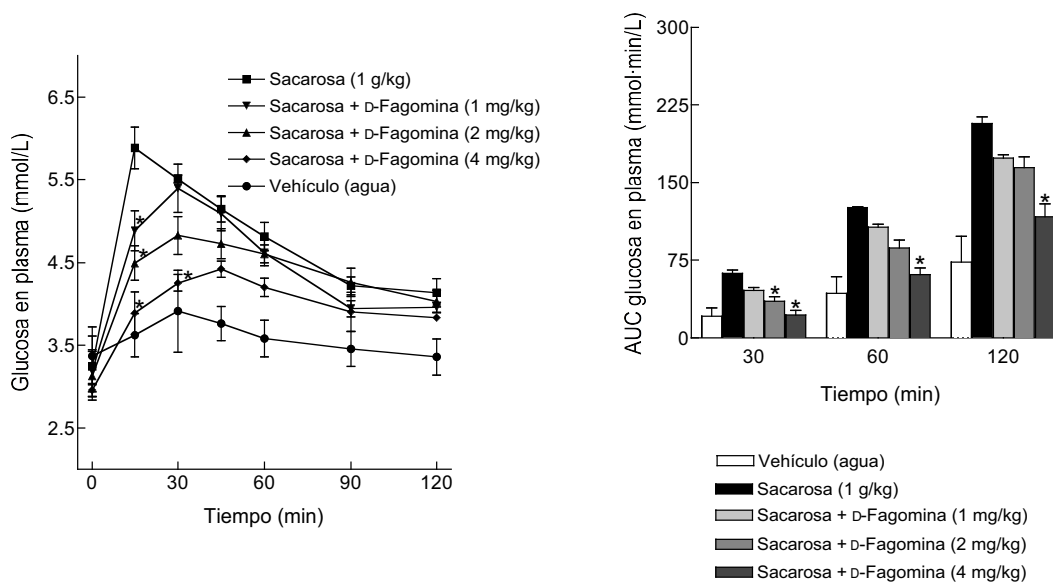 Glucosa en plasma (mmol/L)
6.5
5.5
4.5
3.5
2.5
Sacarosa (1 g/kg)
Sacarosa + D-Fagomina (1 mg/kg)
Sacarosa + D-Fagomina (2 mg/kg)
Sacarosa + D-Fagomina (4 mg/kg)
Vehículo (agua)
*
*
*
*
0 30 60 90 120
Tiempo (min)
AUC glucosa en plasma (mmol·min/L)
300
225
150
75
0
*
*
*
*
30 60 120
Tiempo (min)
Vehículo (agua)
Sacarosa (1 g/kg)
Sacarosa + D-Fagomina (1 mg/kg)
Sacarosa + D-Fagomina (2 mg/kg)
Sacarosa + D-Fagomina (4 mg/kg)